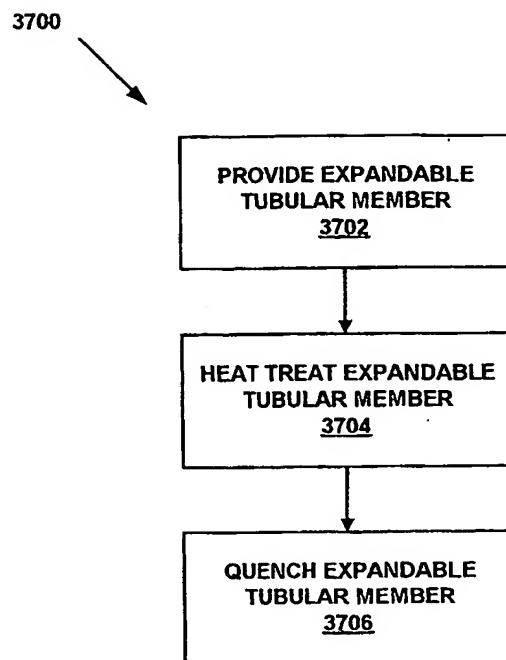 3700
PROVIDE EXPANDABLE
TUBULAR MEMBER
3702
HEAT TREAT EXPANDABLE
TUBULAR MEMBER
3704
QUENCH EXPANDABLE
TUBULAR MEMBER
3706